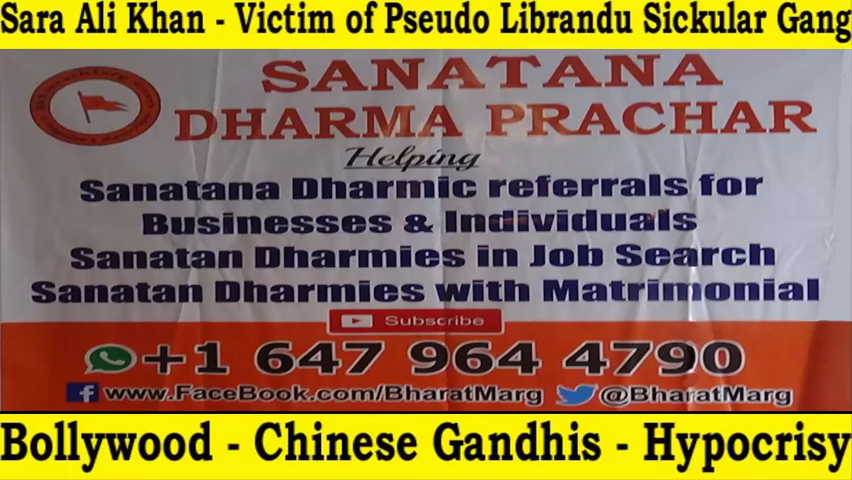 Sara Ali Khan - Victim of Pseudo Librandu Sickular Gang
SANATANA
DHARMA PRACHAR
Helping
Sanatana Dharmic referrals for
Businesses & Individuals
Sanatan Dharmies in Job Search
Sanatan Dharmies with Matrimonial
Subscribe
+1 647 964 4790
www.FaceBook.com/BharatMarg @BharatMarg
Bollywood - Chinese Gandhis - Hypocrisy